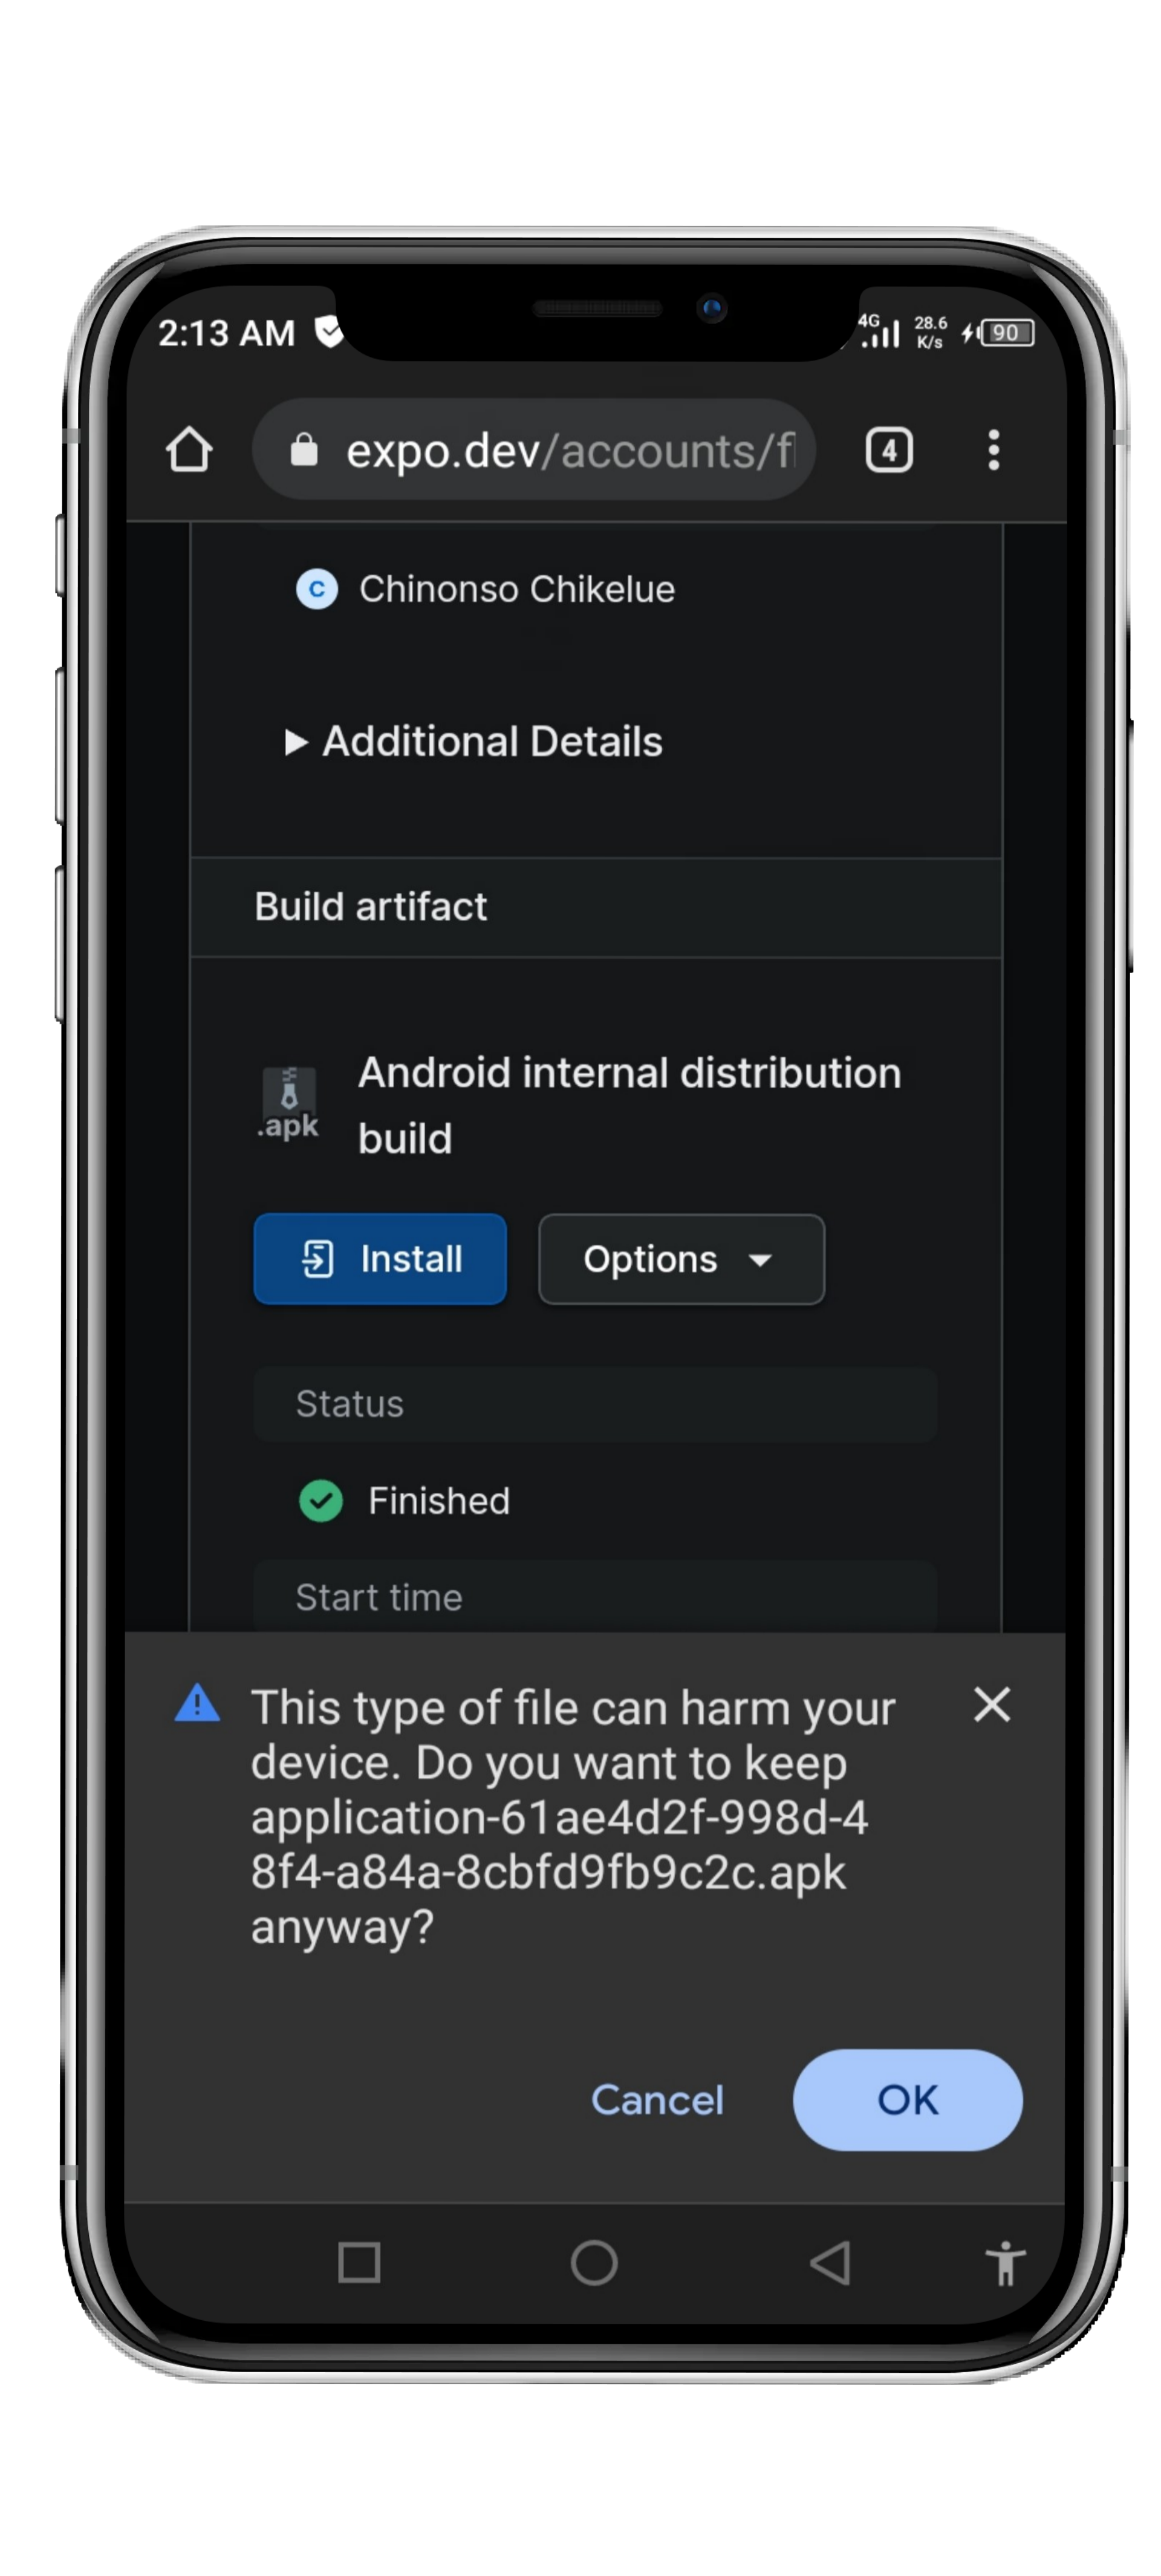 2:13 AM
4G
28.6
K/s
90
expo.dev/accounts/f
4
C Chinonso Chikelue
Additional Details
Build artifact
.apk
Android internal distribution
build
Install
Options
Status
Finished
Start time
This type of file can harm your
device. Do you want to keep
application-61ae4d2f-998d-4
8f4-a84a-8cbfd9fb9c2c.apk
anyway?
Cancel
OK